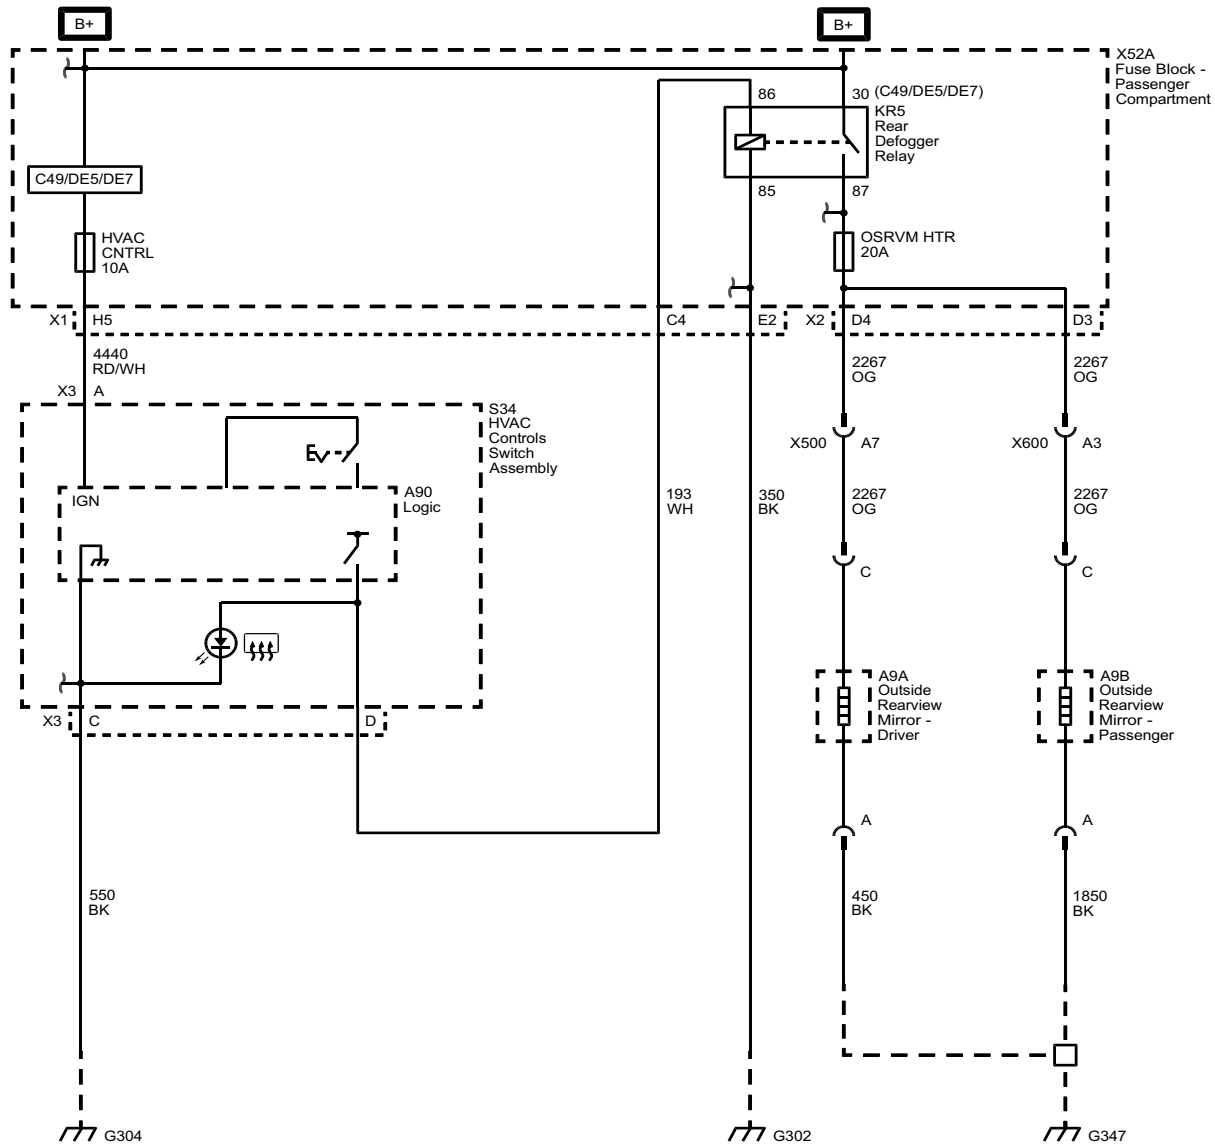 B+
B+
X52A
Fuse Block -
Passenger
Compartment
86
30 (C49/DE5/DE7)
KR5
Rear
Defogger
Relay
C49/DE5/DE7
85
87
HVAC
CNTRL
10A
OSRVM HTR
20A
X1
H5
C4
E2
X2
D4
D3
4440
RD/WH
2267
OG
2267
OG
X3
A
S34
HVAC
Controls
Switch
Assembly
X500
A7
X600
A3
IGN
A90
Logic
193
WH
350
BK
2267
OG
2267
OG
C
C
A9A
Outside
Rearview
Mirror -
Driver
A9B
Outside
Rearview
Mirror -
Passenger
X3
C
D
A
A
550
BK
450
BK
1850
BK
G304
G302
G347